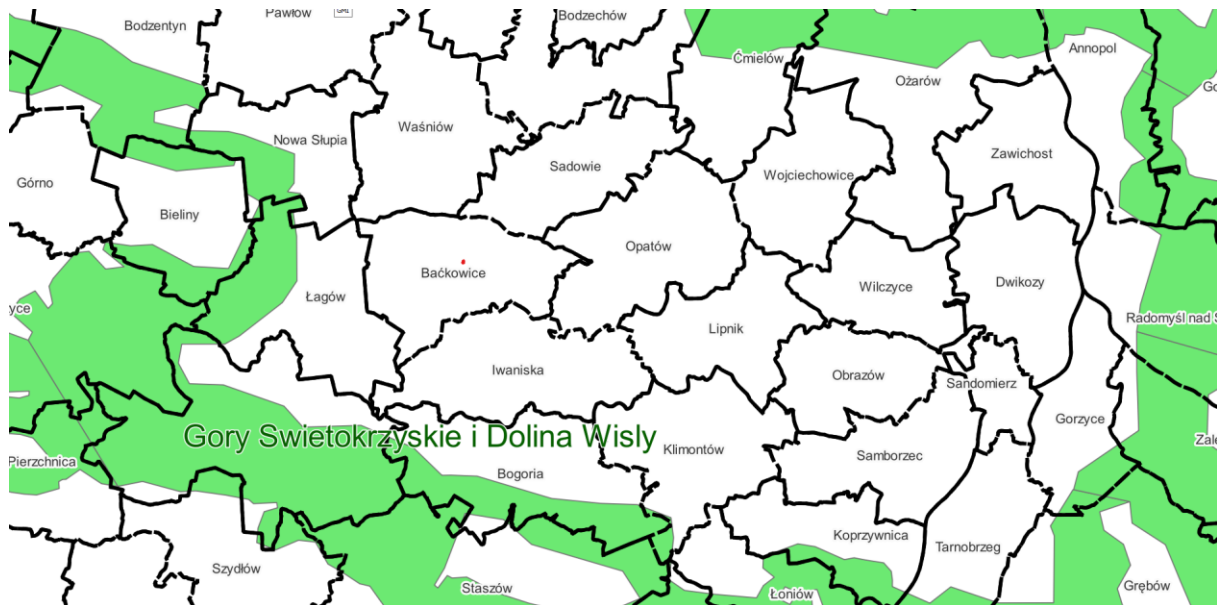 Pawłów
Bodzechów
Bodzentyn
Annopol
Ćmielów
Ożarów
Waśniów
Nowa Słupia
Zawichost
Sadowie
Wojciechowice
Górno
Bieliny
Opatów
Baćkowice
Dwikozy
Wilczyce
Łagów
Radomyśl nad S
yce
Lipnik
Iwaniska
Obrazów
Sandomierz
Gorzyce
Gory Swietokrzyskie i Dolina Wisly
Zale
Klimontów
Samborzec
Pierzchnica
Bogoria
Koprzywnica
Tarnobrzeg
Szydłów
Staszów
Łoniów
Grębów